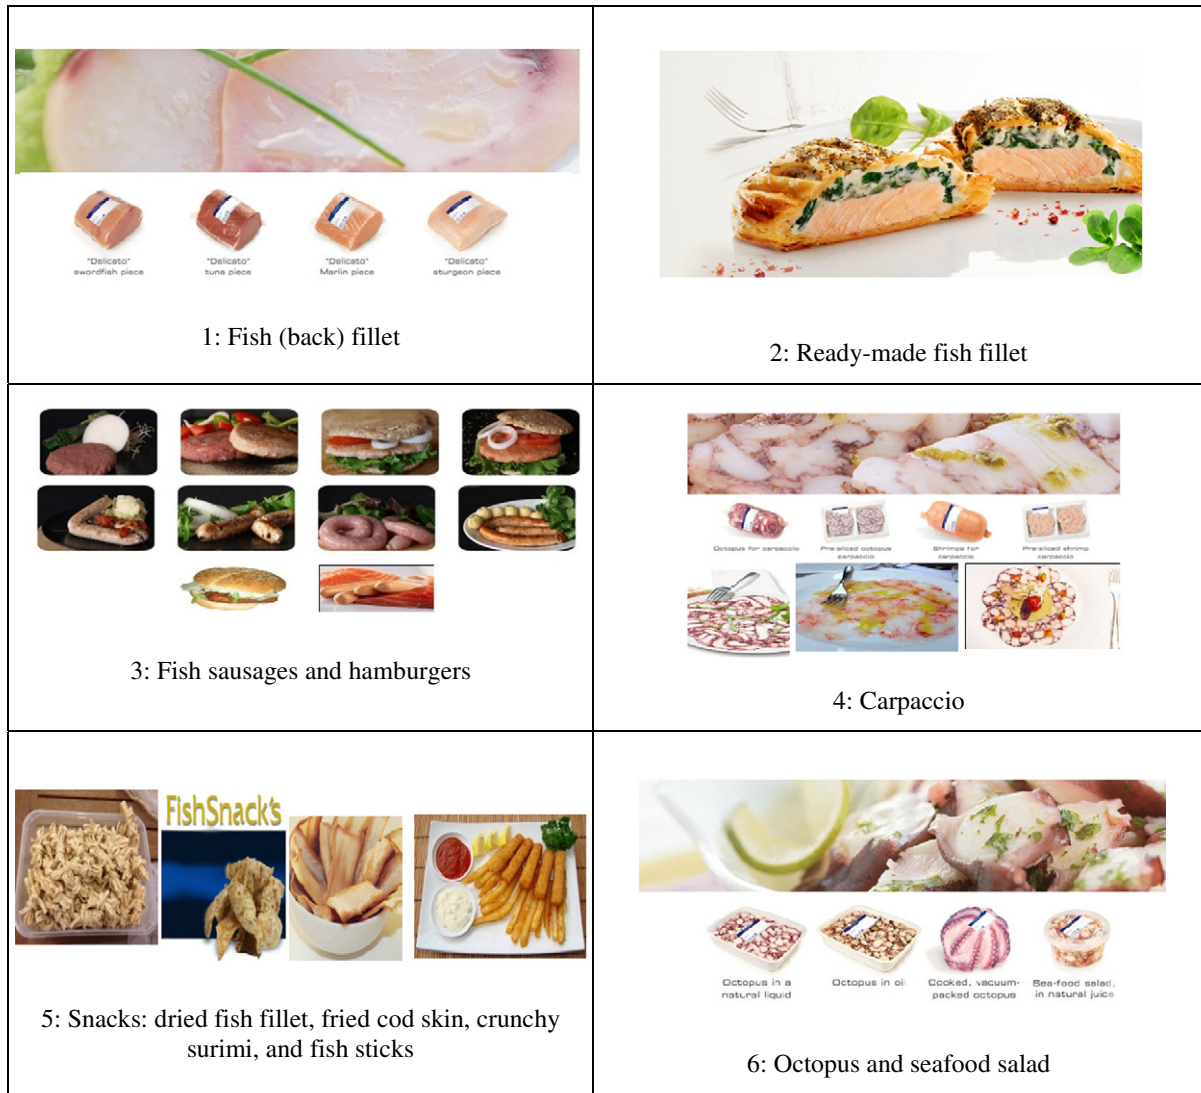 "Delicato"
swordfish piece
"Delicato"
tuna piece
"Delicato"
Marlin piece
"Delicato"
sturgeon piece
1: Fish (back) fillet
2: Ready-made fish fillet
3: Fish sausages and hamburgers
Octopus for carpaccio
Pre-sliced octopus
carpaccio
Shrimps for
carpaccio
Pre-sliced shrimp
carpaccio
4: Carpaccio
FishSnack's
5: Snacks: dried fish fillet, fried cod skin, crunchy
surimi, and fish sticks
Octopus in a
natural liquid
Octopus in oil
Cooked, vacuum-
packed octopus
Sea-food salad,
in natural juice
6: Octopus and seafood salad